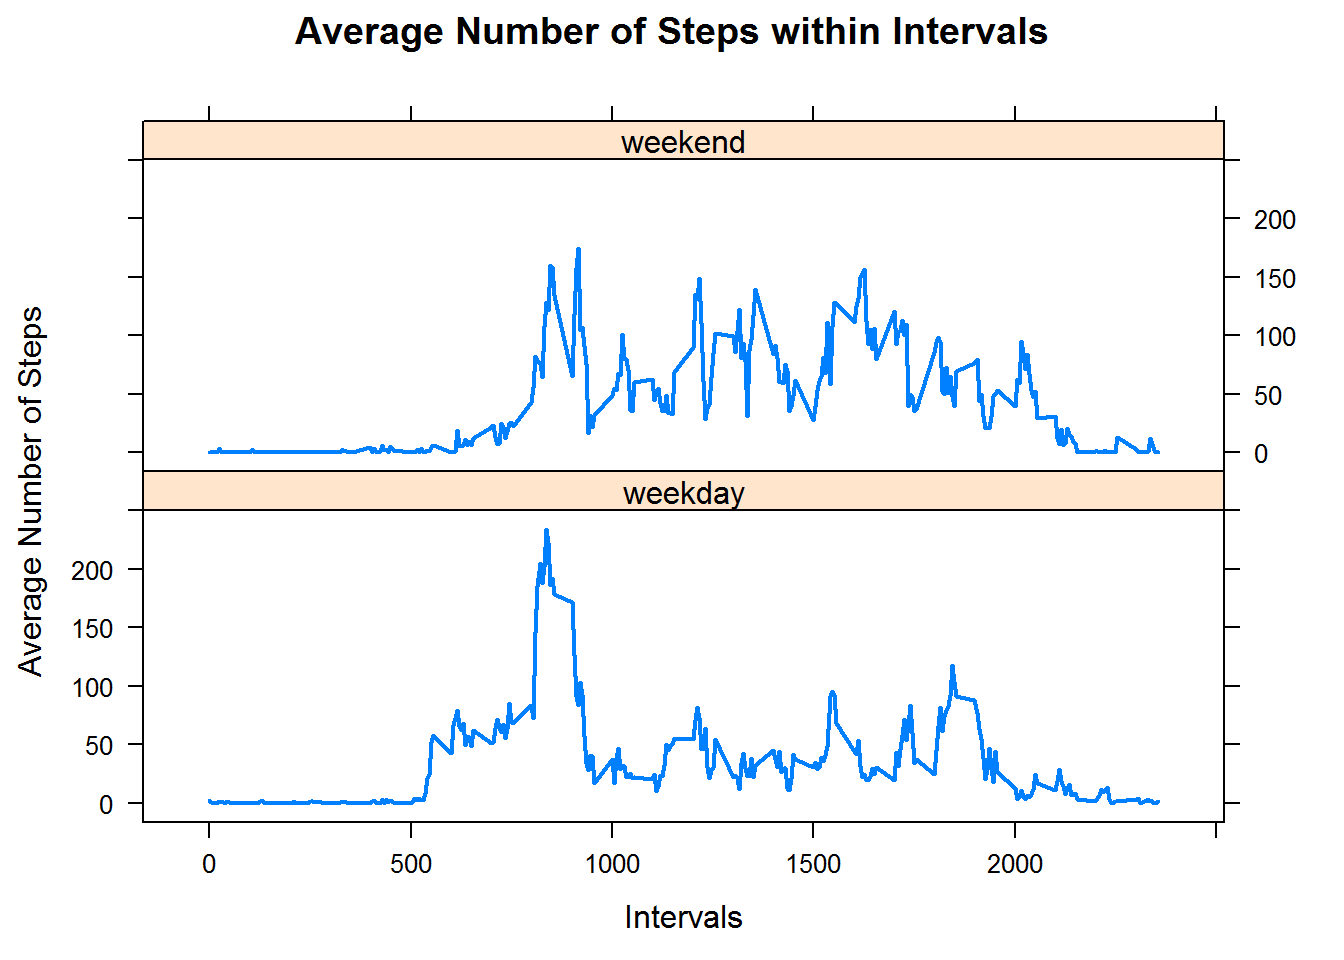 Average Number of Steps within Intervals
weekend
200
150
100
50
0
weekday
200
150
100
50
0
Average Number of Steps
0 500 1000 1500 2000
Intervals